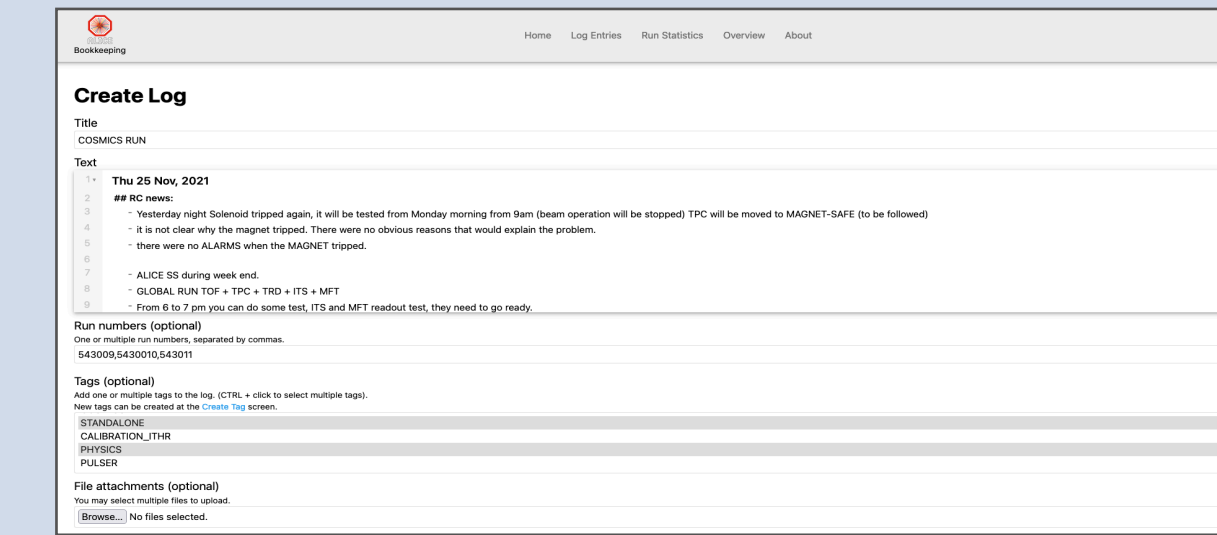 ALICE
Bookkeeping
Home Log Entries Run Statistics Overview About
Create Log
Title
COSMICS RUN
Text
1 Thu 25 Nov, 2021
2 ## RC news:
3 - Yesterday night Solenoid tripped again, it will be tested from Monday morning from 9am (beam operation will be stopped) TPC will be moved to MAGNET-SAFE (to be followed)
4 - it is not clear why the magnet tripped. There were no obvious reasons that would explain the problem.
5 - there were no ALARMS when the MAGNET tripped.
6
7 - ALICE SS during week end.
8 - GLOBAL RUN TOF + TPC + TRD + ITS + MFT
9 - From 6 to 7 pm you can do some test, ITS and MFT readout test, they need to go ready.
Run numbers (optional)
One or multiple run numbers, separated by commas.
543009,5430010,543011
Tags (optional)
Add one or multiple tags to the log. (CTRL + click to select multiple tags).
New tags can be created at the Create Tag screen.
STANDALONE
CALIBRATION_ITHR
PHYSICS
PULSER
File attachments (optional)
You may select multiple files to upload.
Browse... No files selected.